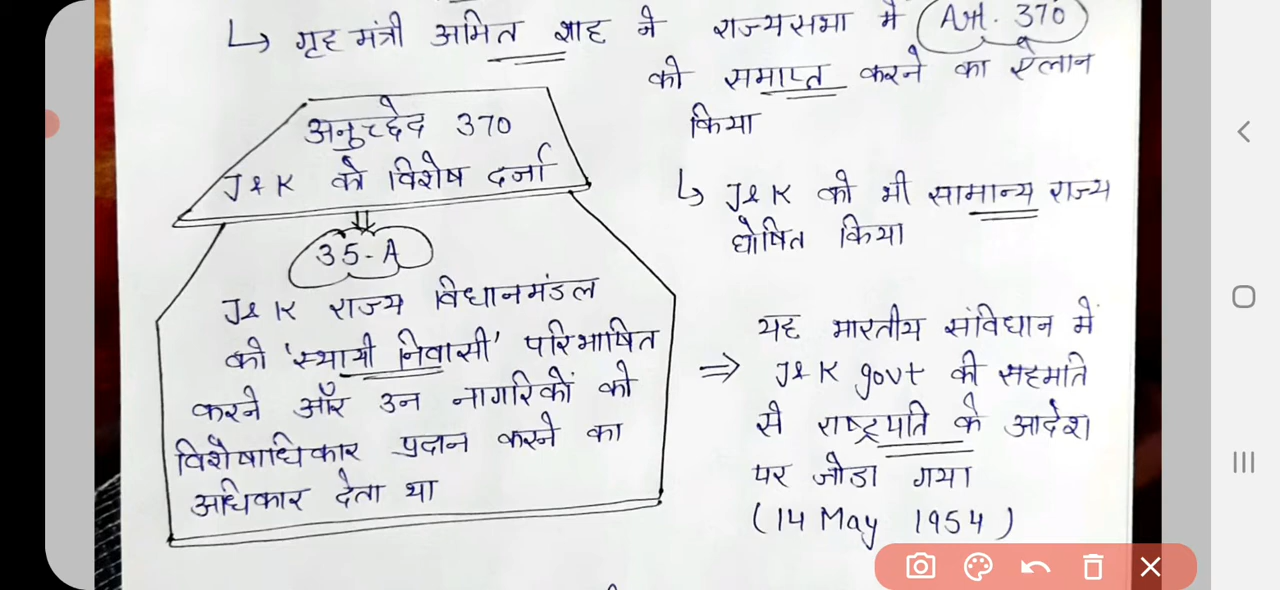 ↳ गृह मंत्री अमित शाह ने राज्यसभा में Art. 370
को समाप्त करने का ऐलान
किया
अनुच्छेद 370
J&K को विशेष दर्जा
⇓
35-A
J&K राज्य विधानमंडल
को 'स्थायी निवासी' परिभाषित
करने और उन नागरिकों को
विशेषाधिकार प्रदान करने का
अधिकार देता था
↳ J&K को भी सामान्य राज्य
घोषित किया
यह भारतीय संविधान में
⇒ J&K govt की सहमति
से राष्ट्रपति के आदेश
पर जोडा गया
(14 May 1954)